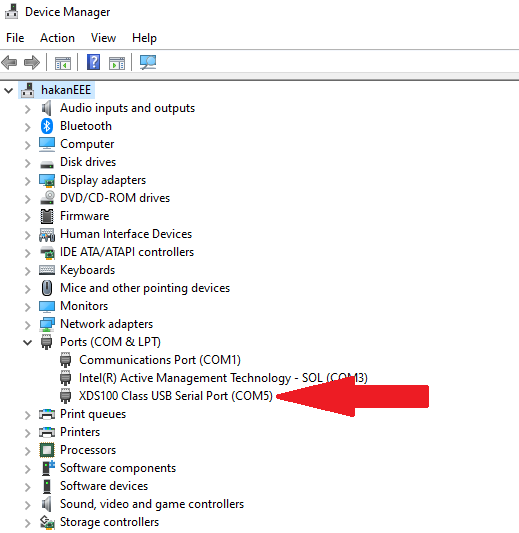 Device Manager
File Action View Help
hakanEEE
Audio inputs and outputs
Bluetooth
Computer
Disk drives
Display adapters
DVD/CD-ROM drives
Firmware
Human Interface Devices
IDE ATA/ATAPI controllers
Keyboards
Mice and other pointing devices
Monitors
Network adapters
Ports (COM & LPT)
Communications Port (COM1)
Intel(R) Active Management Technology - SOL (COM3)
XDS100 Class USB Serial Port (COM5)
Print queues
Printers
Processors
Software components
Software devices
Sound, video and game controllers
Storage controllers